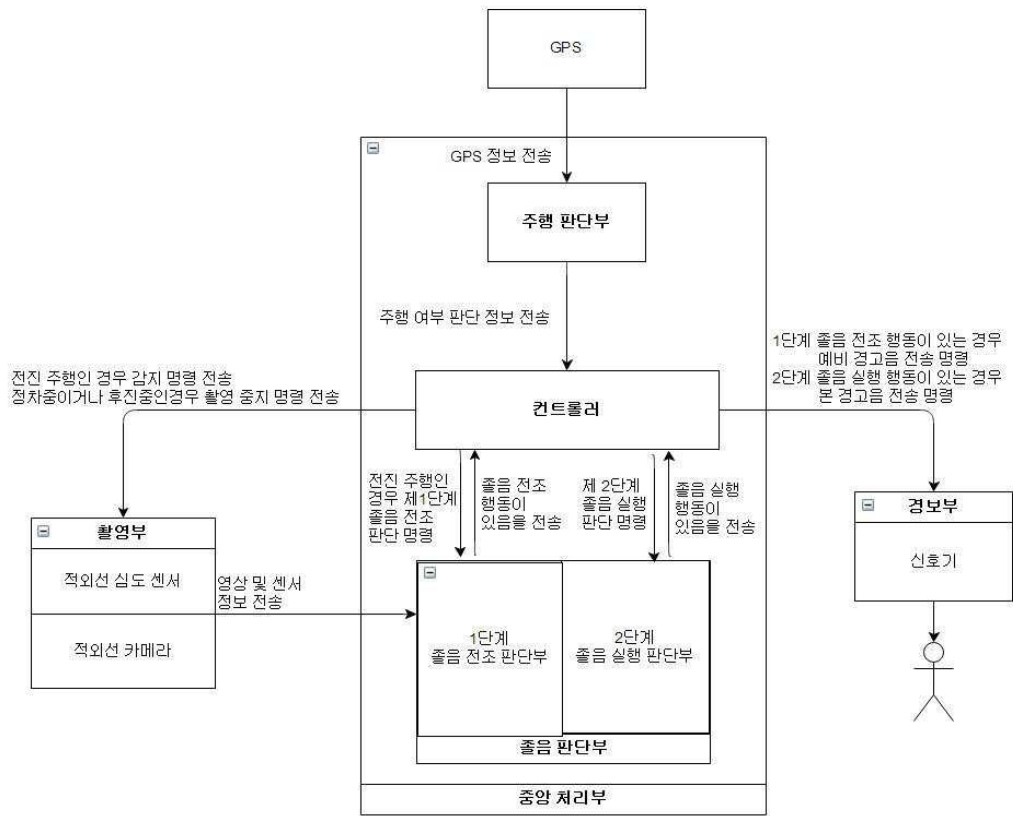 GPS
GPS 정보 전송
주행 판단부
주행 여부 판단 정보 전송
전진 주행인 경우 감지 명령 전송
정차중이거나 후진중인경우 촬영 중지 명령 전송
컨트롤러
1단계 졸음 전조 행동이 있는 경우
예비 경고음 전송 명령
2단계 졸음 실행 행동이 있는 경우
본 경고음 전송 명령
전진 주행인
경우 제1단계
졸음 전조
판단 명령
졸음 전조
행동이
있음을 전송
제 2단계
졸음 실행
판단 명령
졸음 실행
행동이
있음을 전송
촬영부
적외선 심도 센서
적외선 카메라
영상 및 센서
정보 전송
1단계
졸음 전조 판단부
2단계
졸음 실행 판단부
졸음 판단부
중앙 처리부
경보부
신호기